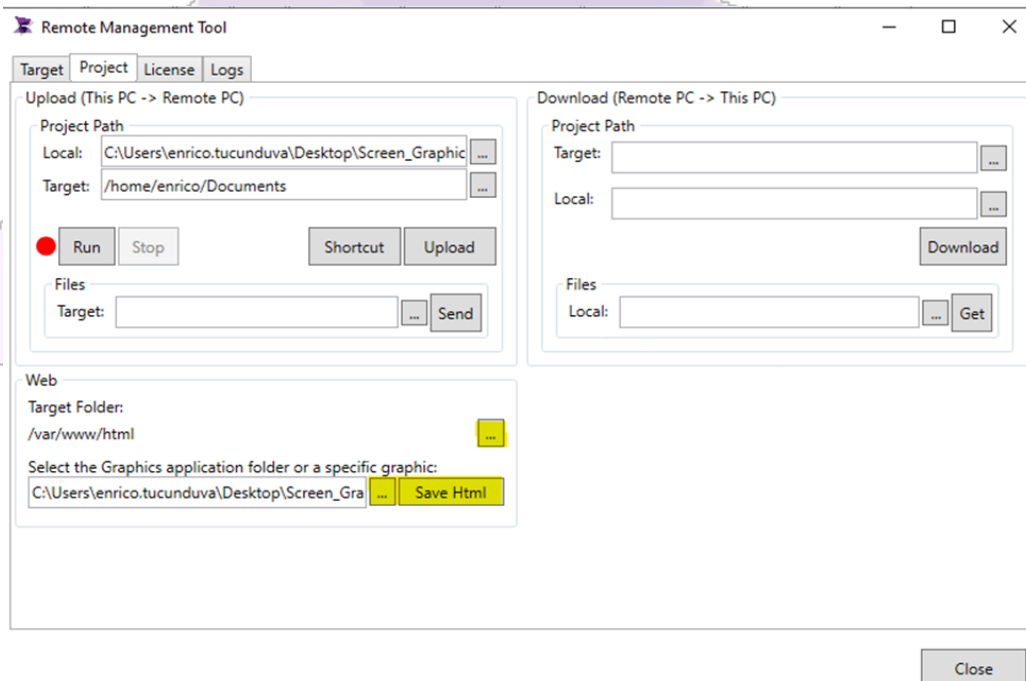 Remote Management Tool
Target Project License Logs
Upload (This PC -> Remote PC)
Project Path
Local: C:\Users\enrico.tucunduva\Desktop\Screen_Graphic ...
Target: /home/enrico/Documents ...
Run Stop Shortcut Upload
Files
Target: ... Send
Download (Remote PC -> This PC)
Project Path
Target: ...
Local: ...
Download
Files
Local: ... Get
Web
Target Folder:
/var/www/html ...
Select the Graphics application folder or a specific graphic:
C:\Users\enrico.tucunduva\Desktop\Screen_Gra ... Save Html
Close